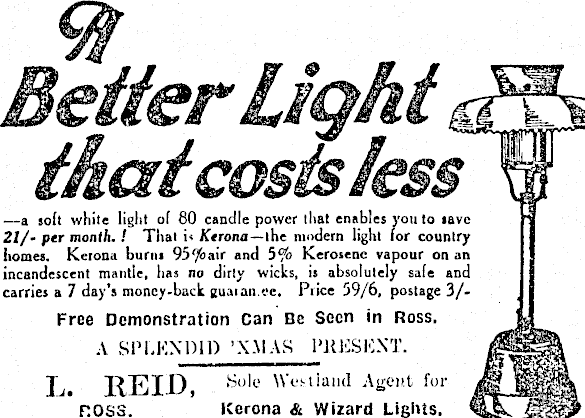 A
Better Light
that costs less
—a soft white light of 80 candle power that enables you to save
21/- per month. ! That is Kerona—the modern light for country
homes. Kerona burns 95% air and 5% Kerosene vapour on an
incandescent mantle, has no dirty wicks, is absolutely safe and
carries a 7 day's money-back guarantee. Price 59/6, postage 3/-
Free Demonstration Can Be Seen in Ross.
A SPLENDID 'XMAS PRESENT.
L. REID, Sole Westland Agent for
ROSS. Kerona & Wizard Lights.